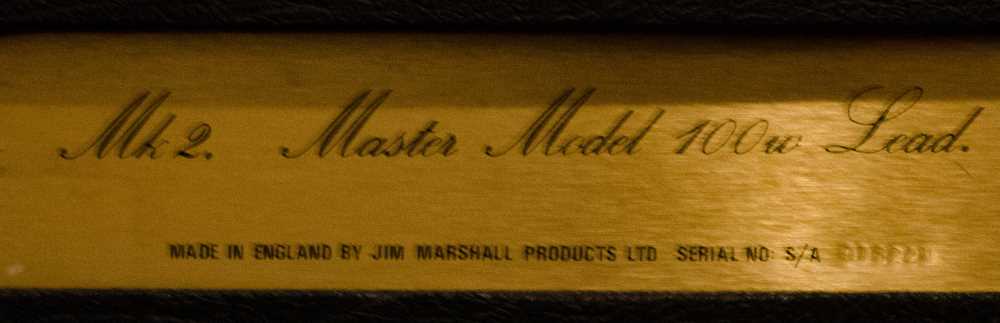 Mk 2. Master Model 100w Lead.
MADE IN ENGLAND BY JIM MARSHALL PRODUCTS LTD SERIAL NO: S/A